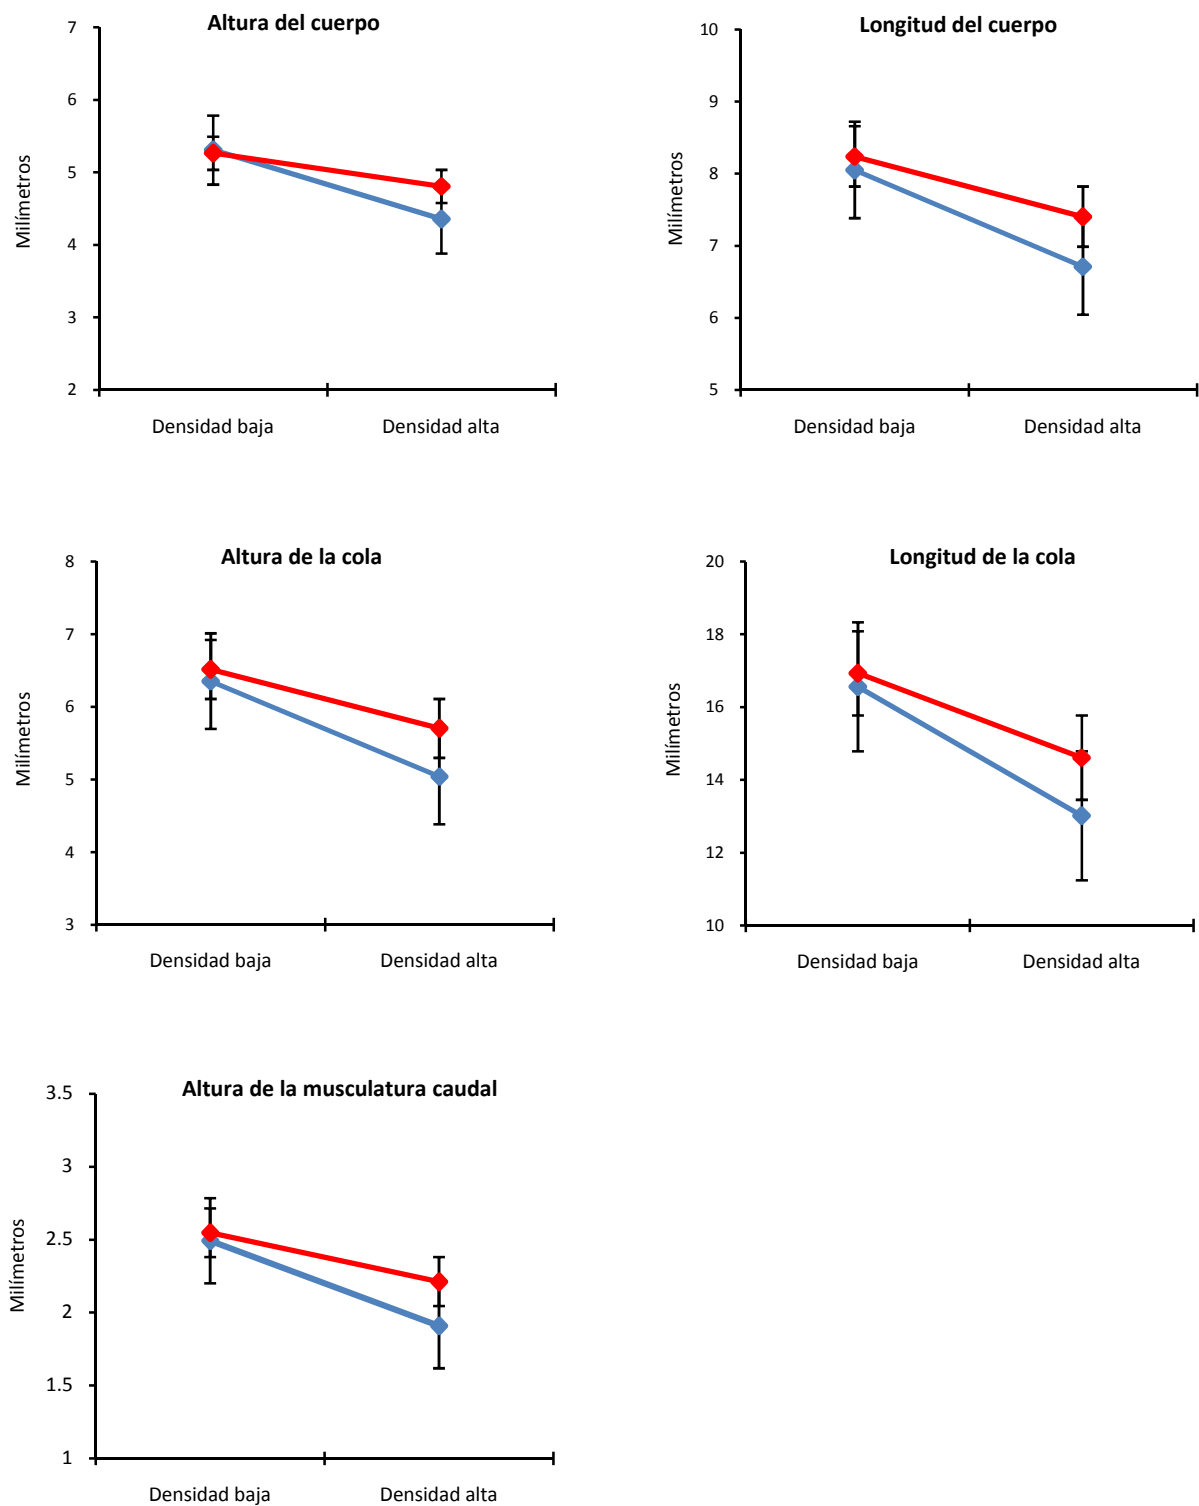 Altura del cuerpo
7
6
5
4
3
2
Milímetros
Densidad baja
Densidad alta
Longitud del cuerpo
10
9
8
7
6
5
Milímetros
Densidad baja
Densidad alta
Altura de la cola
8
7
6
5
4
3
Milímetros
Densidad baja
Densidad alta
Longitud de la cola
20
18
16
14
12
10
Milímetros
Densidad baja
Densidad alta
Altura de la musculatura caudal
3.5
3
2.5
2
1.5
1
Milímetros
Densidad baja
Densidad alta